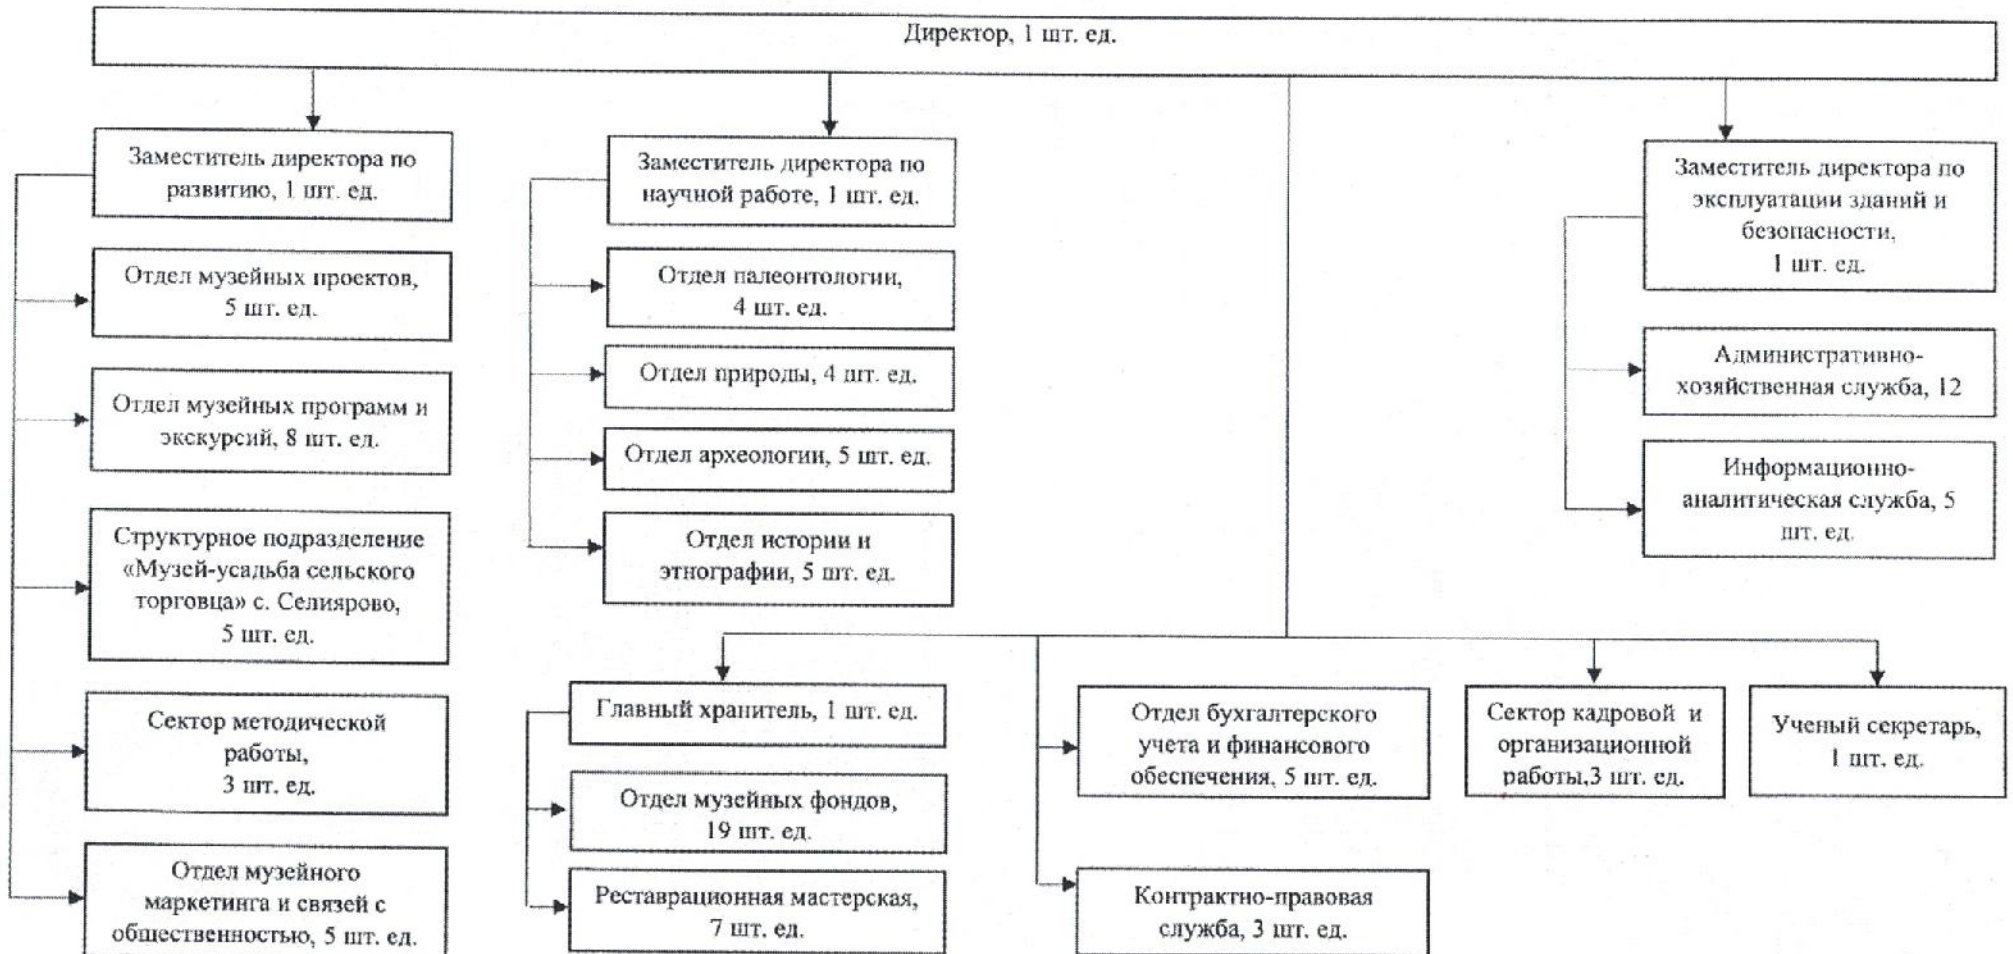 Директор, 1 шт. ед.
Заместитель директора по
развитию, 1 шт. ед.
Отдел музейных проектов,
5 шт. ед.
Отдел музейных программ и
экскурсий, 8 шт. ед.
Структурное подразделение
«Музей-усадьба сельского
торговца» с. Селиярово,
5 шт. ед.
Сектор методической
работы,
3 шт. ед.
Отдел музейного
маркетинга и связей с
общественностью, 5 шт. ед.
Заместитель директора по
научной работе, 1 шт. ед.
Отдел палеонтологии,
4 шт. ед.
Отдел природы, 4 шт. ед.
Отдел археологии, 5 шт. ед.
Отдел истории и
этнографии, 5 шт. ед.
Главный хранитель, 1 шт. ед.
Отдел музейных фондов,
19 шт. ед.
Реставрационная мастерская,
7 шт. ед.
Отдел бухгалтерского
учета и финансового
обеспечения, 5 шт. ед.
Контрактно-правовая
служба, 3 шт. ед.
Сектор кадровой и
организационной
работы,3 шт. ед.
Ученый секретарь,
1 шт. ед.
Заместитель директора по
эксплуатации зданий и
безопасности,
1 шт. ед.
Административно-
хозяйственная служба, 12
Информационно-
аналитическая служба, 5
шт. ед.